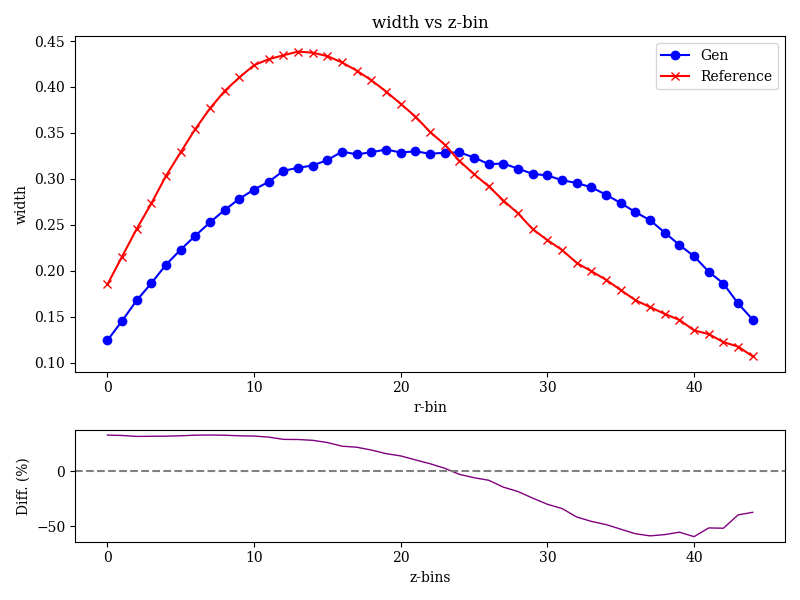 width vs z-bin
Gen
Reference
width
0.45
0.40
0.35
0.30
0.25
0.20
0.15
0.10
0 10 20 30 40
r-bin
Diff. (%)
0
−50
0 10 20 30 40
z-bins